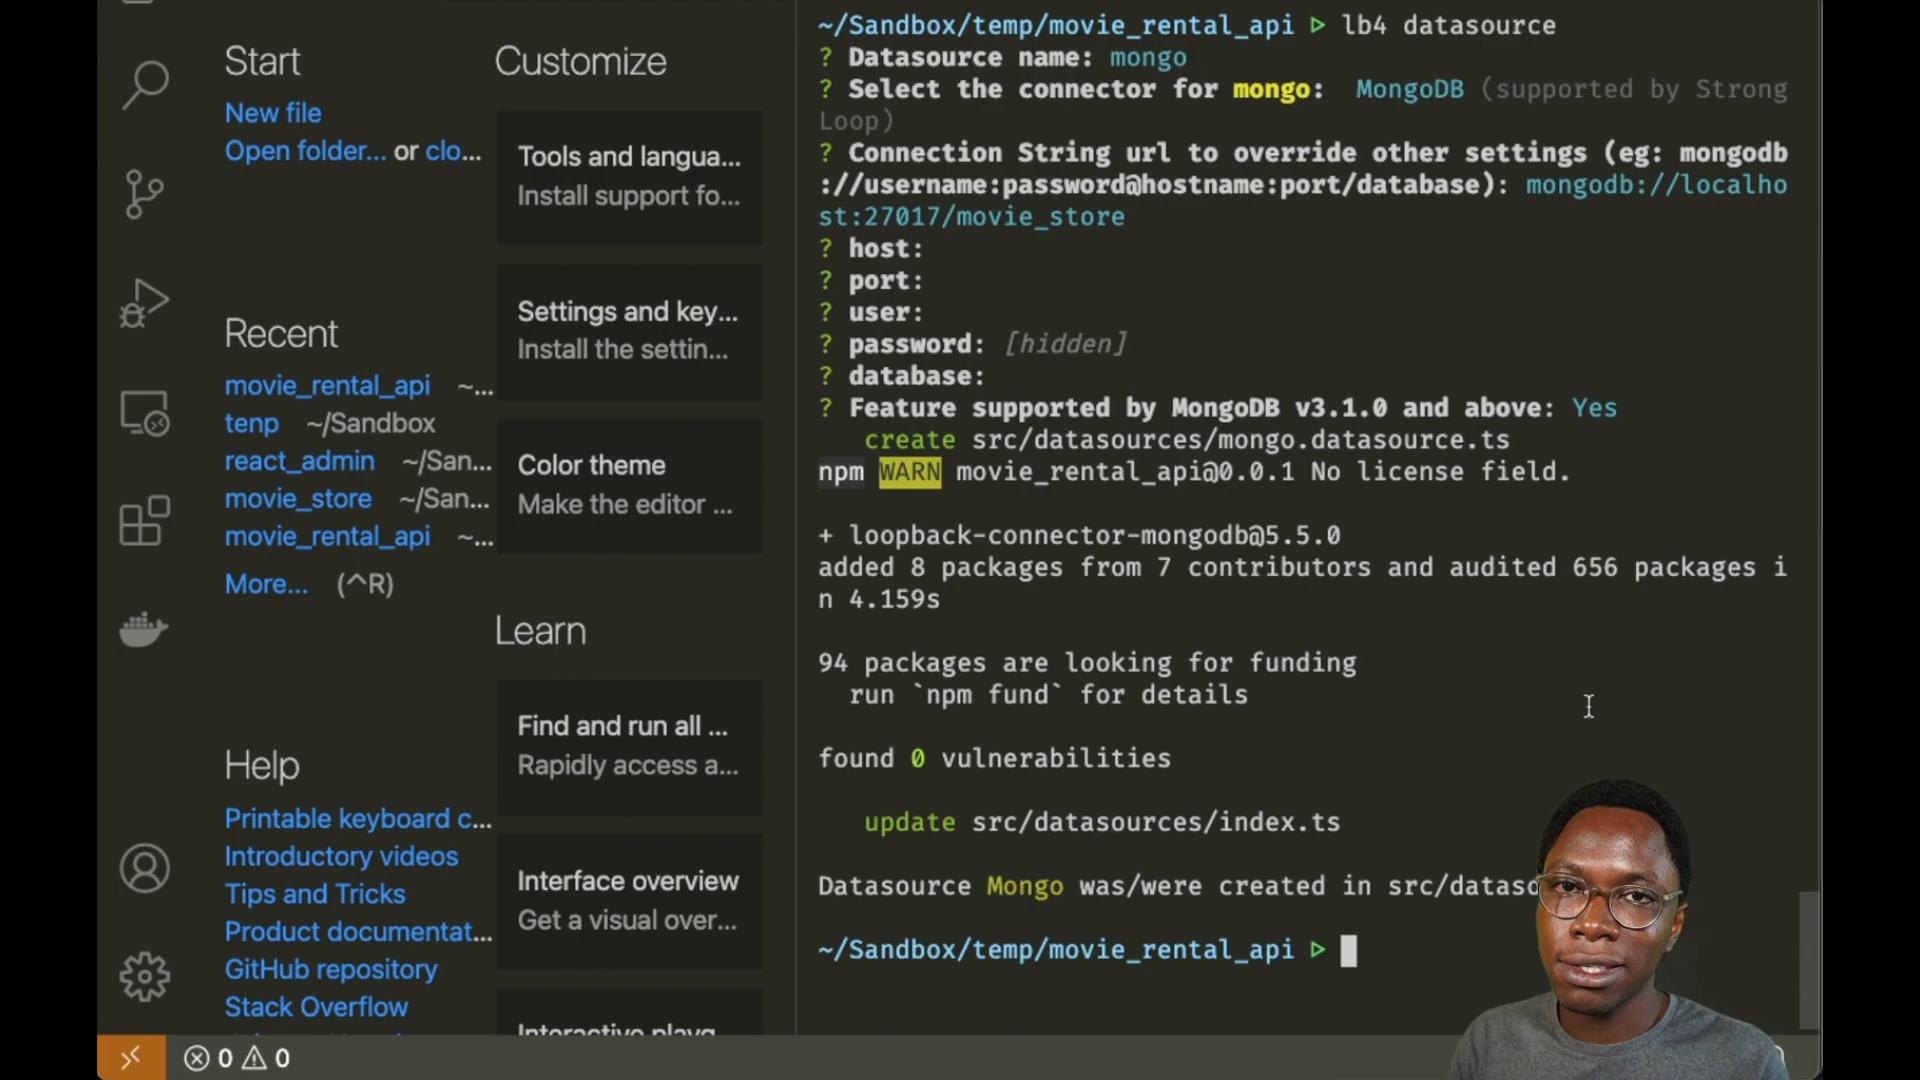 Start
New file
Open folder... or clo...
Recent
movie_rental_api ~...
tenp ~/Sandbox
react_admin ~/San...
movie_store ~/San...
movie_rental_api ~...
More... (^R)
Help
Printable keyboard c...
Introductory videos
Tips and Tricks
Product documentat...
GitHub repository
Stack Overflow
Customize
Tools and langua...
Install support fo...
Settings and key...
Install the settin...
Color theme
Make the editor ...
Learn
Find and run all ...
Rapidly access a...
Interface overview
Get a visual over...
~/Sandbox/temp/movie_rental_api ▷ lb4 datasource
? Datasource name: mongo
? Select the connector for mongo: MongoDB (supported by Strong
Loop)
? Connection String url to override other settings (eg: mongodb
://username:password@hostname:port/database): mongodb://localho
st:27017/movie_store
? host:
? port:
? user:
? password: [hidden]
? database:
? Feature supported by MongoDB v3.1.0 and above: Yes
create src/datasources/mongo.datasource.ts
npm WARN movie_rental_api@0.0.1 No license field.
+ loopback-connector-mongodb@5.5.0
added 8 packages from 7 contributors and audited 656 packages i
n 4.159s
94 packages are looking for funding
run `npm fund` for details
found 0 vulnerabilities
update src/datasources/index.ts
Datasource Mongo was/were created in src/dataso
~/Sandbox/temp/movie_rental_api ▷
0 0